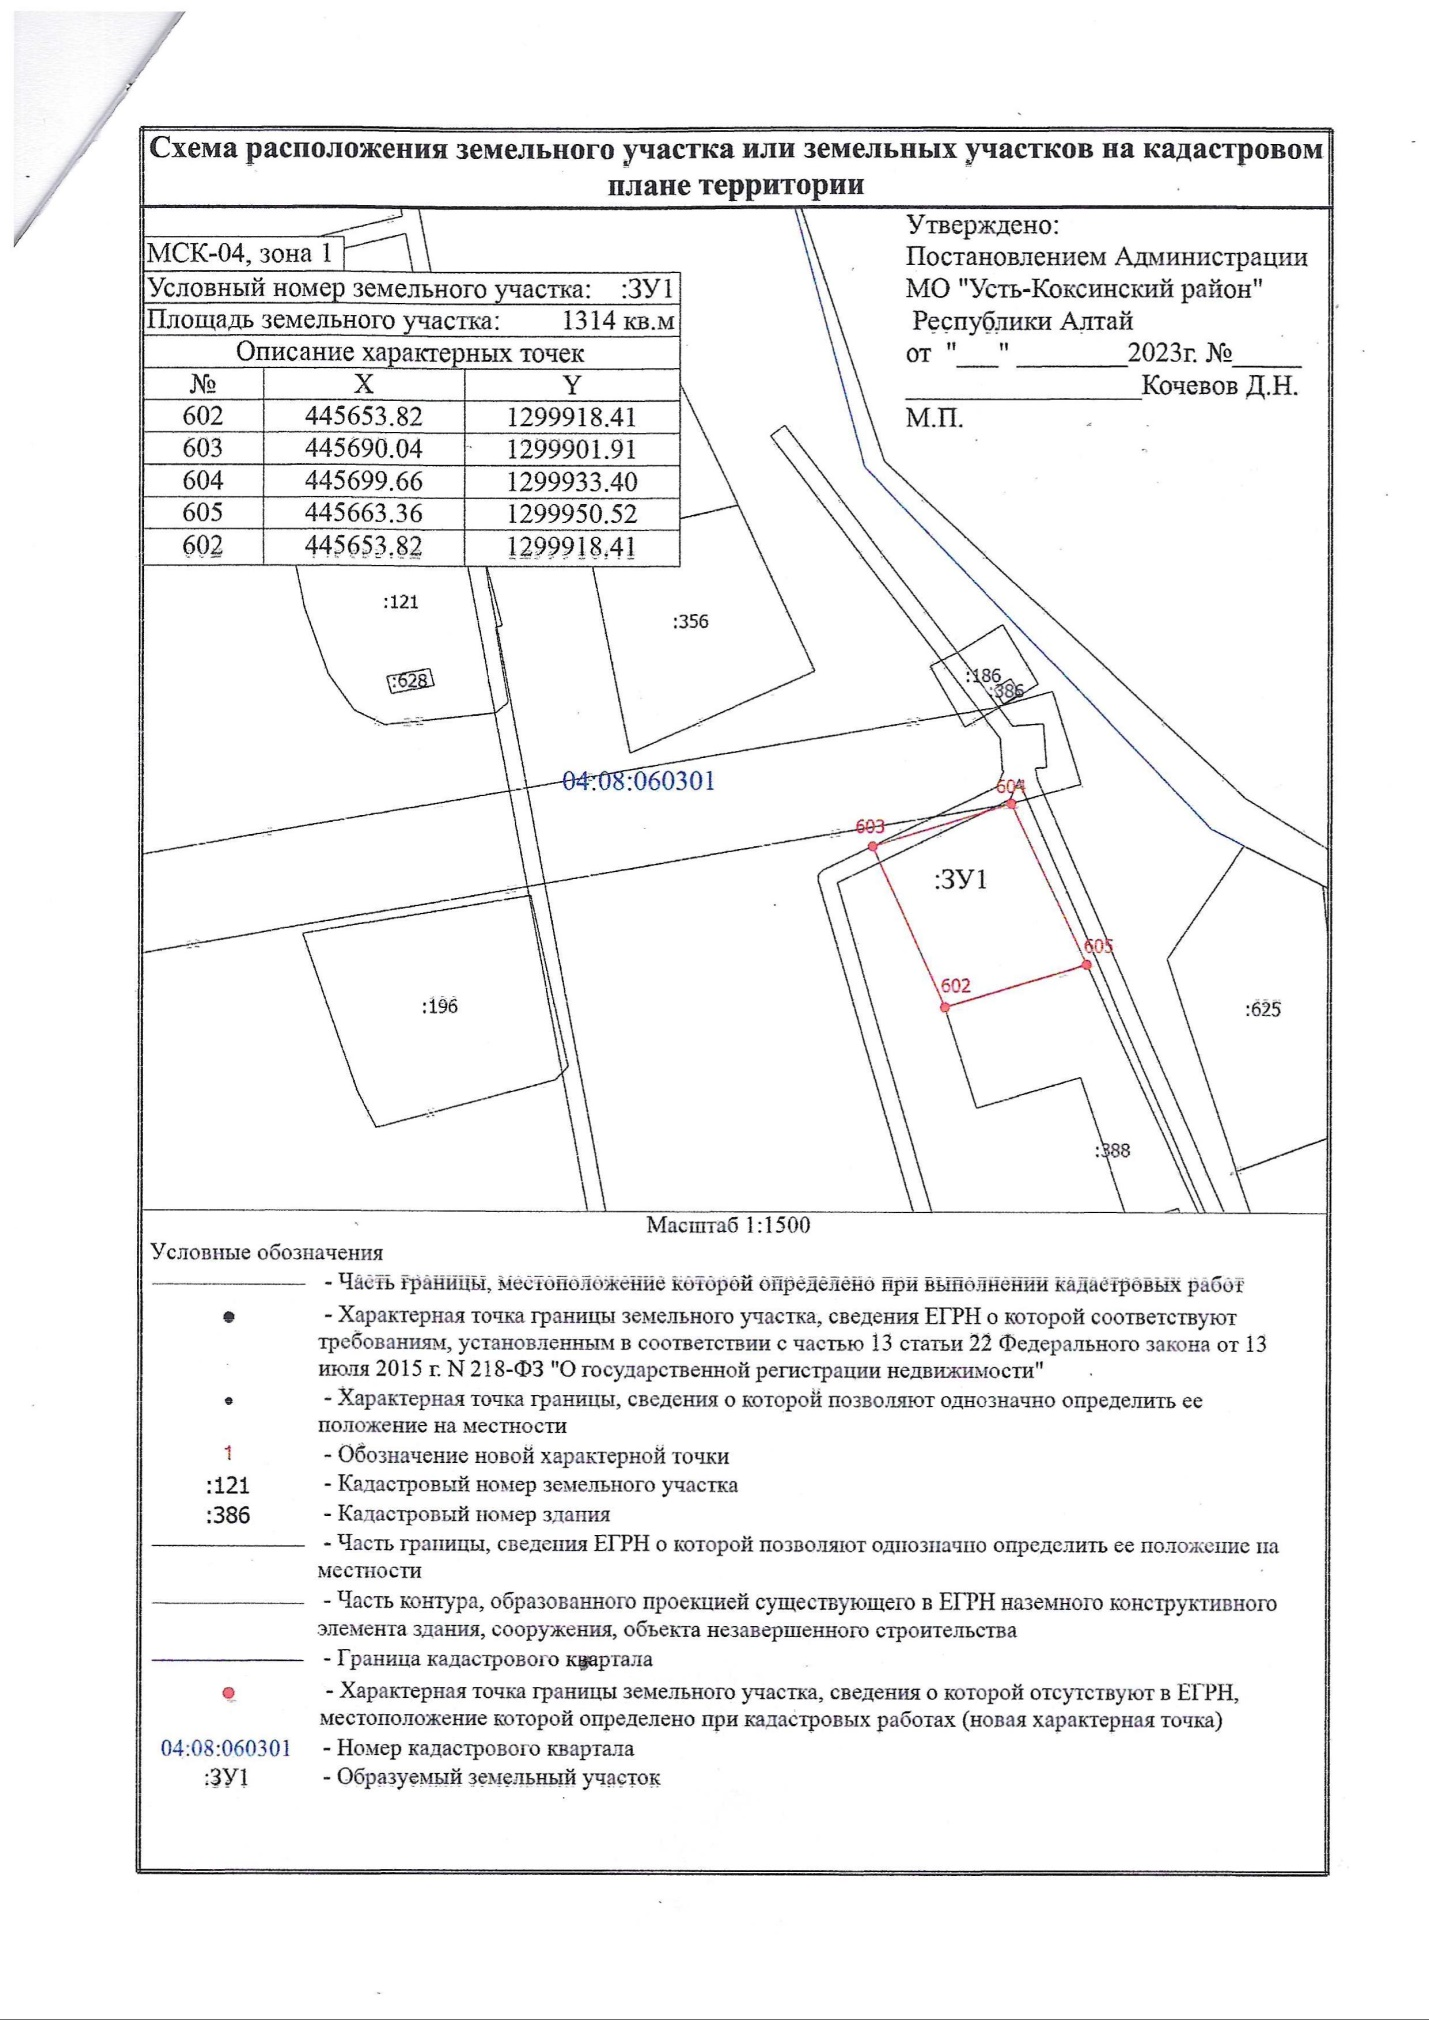 Схема расположения земельного участка или земельных участков на кадастровом
плане территории
МСК-04, зона 1
Условный номер земельного участка: :ЗУ1
Площадь земельного участка: 1314 кв.м
Описание характерных точек
№ X Y
602 445653.82 1299918.41
603 445690.04 1299901.91
604 445699.66 1299933.40
605 445663.36 1299950.52
602 445653.82 1299918.41
Утверждено:
Постановлением Администрации
МО "Усть-Коксинский район"
Республики Алтай
от "___" ________2023г. №_____
_________________Кочевов Д.Н.
М.П.
:121
:628
:356
:186
:386
04:08:060301
604
603
:ЗУ1
605
602
:196
:625
:388
Масштаб 1:1500
Условные обозначения
- Часть границы, местоположение которой определено при выполнении кадастровых работ
- Характерная точка границы земельного участка, сведения ЕГРН о которой соответствуют
требованиям, установленным в соответствии с частью 13 статьи 22 Федерального закона от 13
июля 2015 г. N 218-ФЗ "О государственной регистрации недвижимости"
- Характерная точка границы, сведения о которой позволяют однозначно определить ее
положение на местности
1 - Обозначение новой характерной точки
:121 - Кадастровый номер земельного участка
:386 - Кадастровый номер здания
- Часть границы, сведения ЕГРН о которой позволяют однозначно определить ее положение на
местности
- Часть контура, образованного проекцией существующего в ЕГРН наземного конструктивного
элемента здания, сооружения, объекта незавершенного строительства
- Граница кадастрового квартала
- Характерная точка границы земельного участка, сведения о которой отсутствуют в ЕГРН,
местоположение которой определено при кадастровых работах (новая характерная точка)
04:08:060301 - Номер кадастрового квартала
:ЗУ1 - Образуемый земельный участок